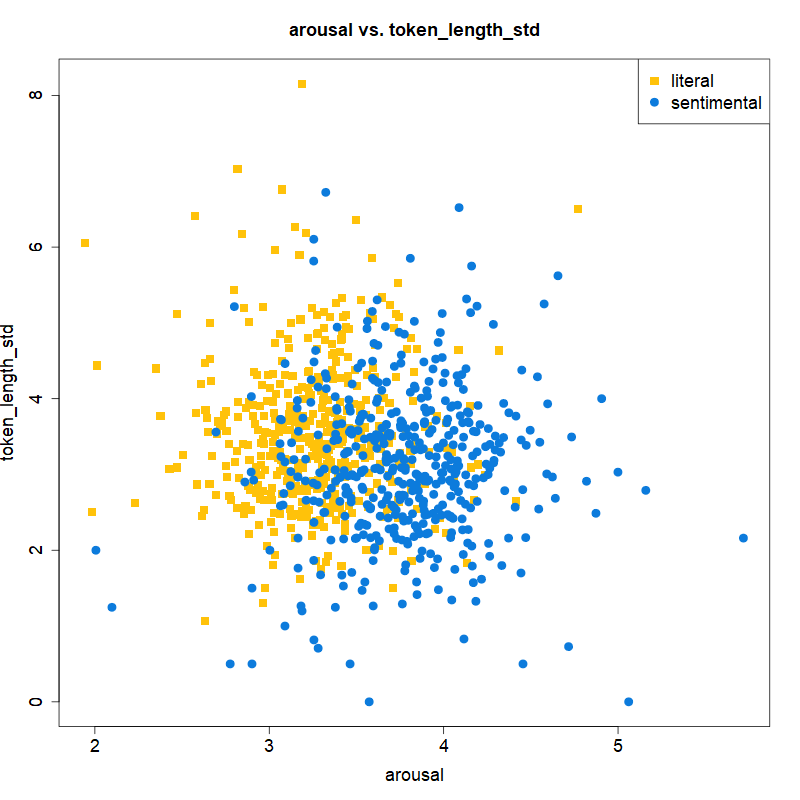 arousal vs. token_length_std
literal
sentimental
token_length_std
8
6
4
2
0
2
3
4
5
arousal